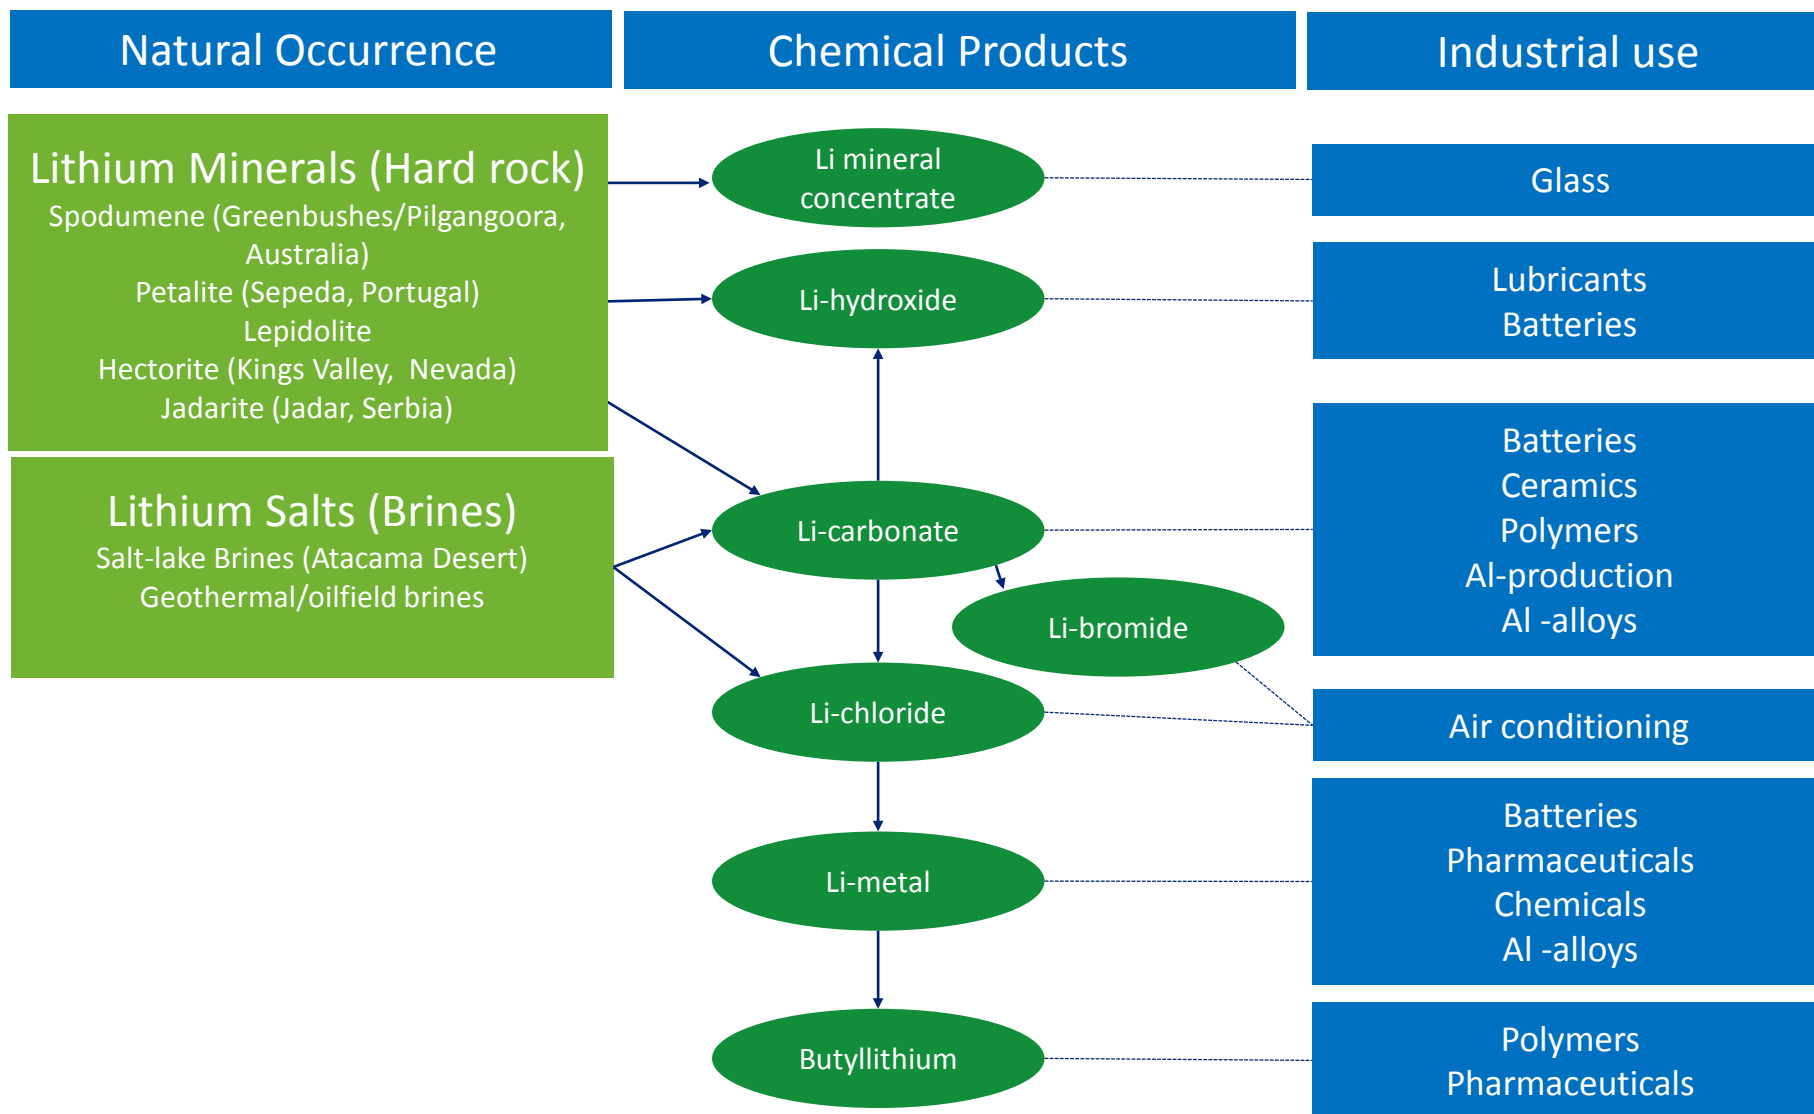 Natural Occurrence
Chemical Products
Industrial use
Lithium Minerals (Hard rock)
Spodumene (Greenbushes/Pilgangoora,
Australia)
Petalite (Sepeda, Portugal)
Lepidolite
Hectorite (Kings Valley,  Nevada)
Jadarite (Jadar, Serbia)
Lithium Salts (Brines)
Salt-lake Brines (Atacama Desert)
Geothermal/oilfield brines
Li mineral
concentrate
Li-hydroxide
Li-carbonate
Li-bromide
Li-chloride
Li-metal
Butyllithium
Glass
Lubricants
Batteries
Batteries
Ceramics
Polymers
Al-production
Al -alloys
Air conditioning
Batteries
Pharmaceuticals
Chemicals
Al -alloys
Polymers
Pharmaceuticals